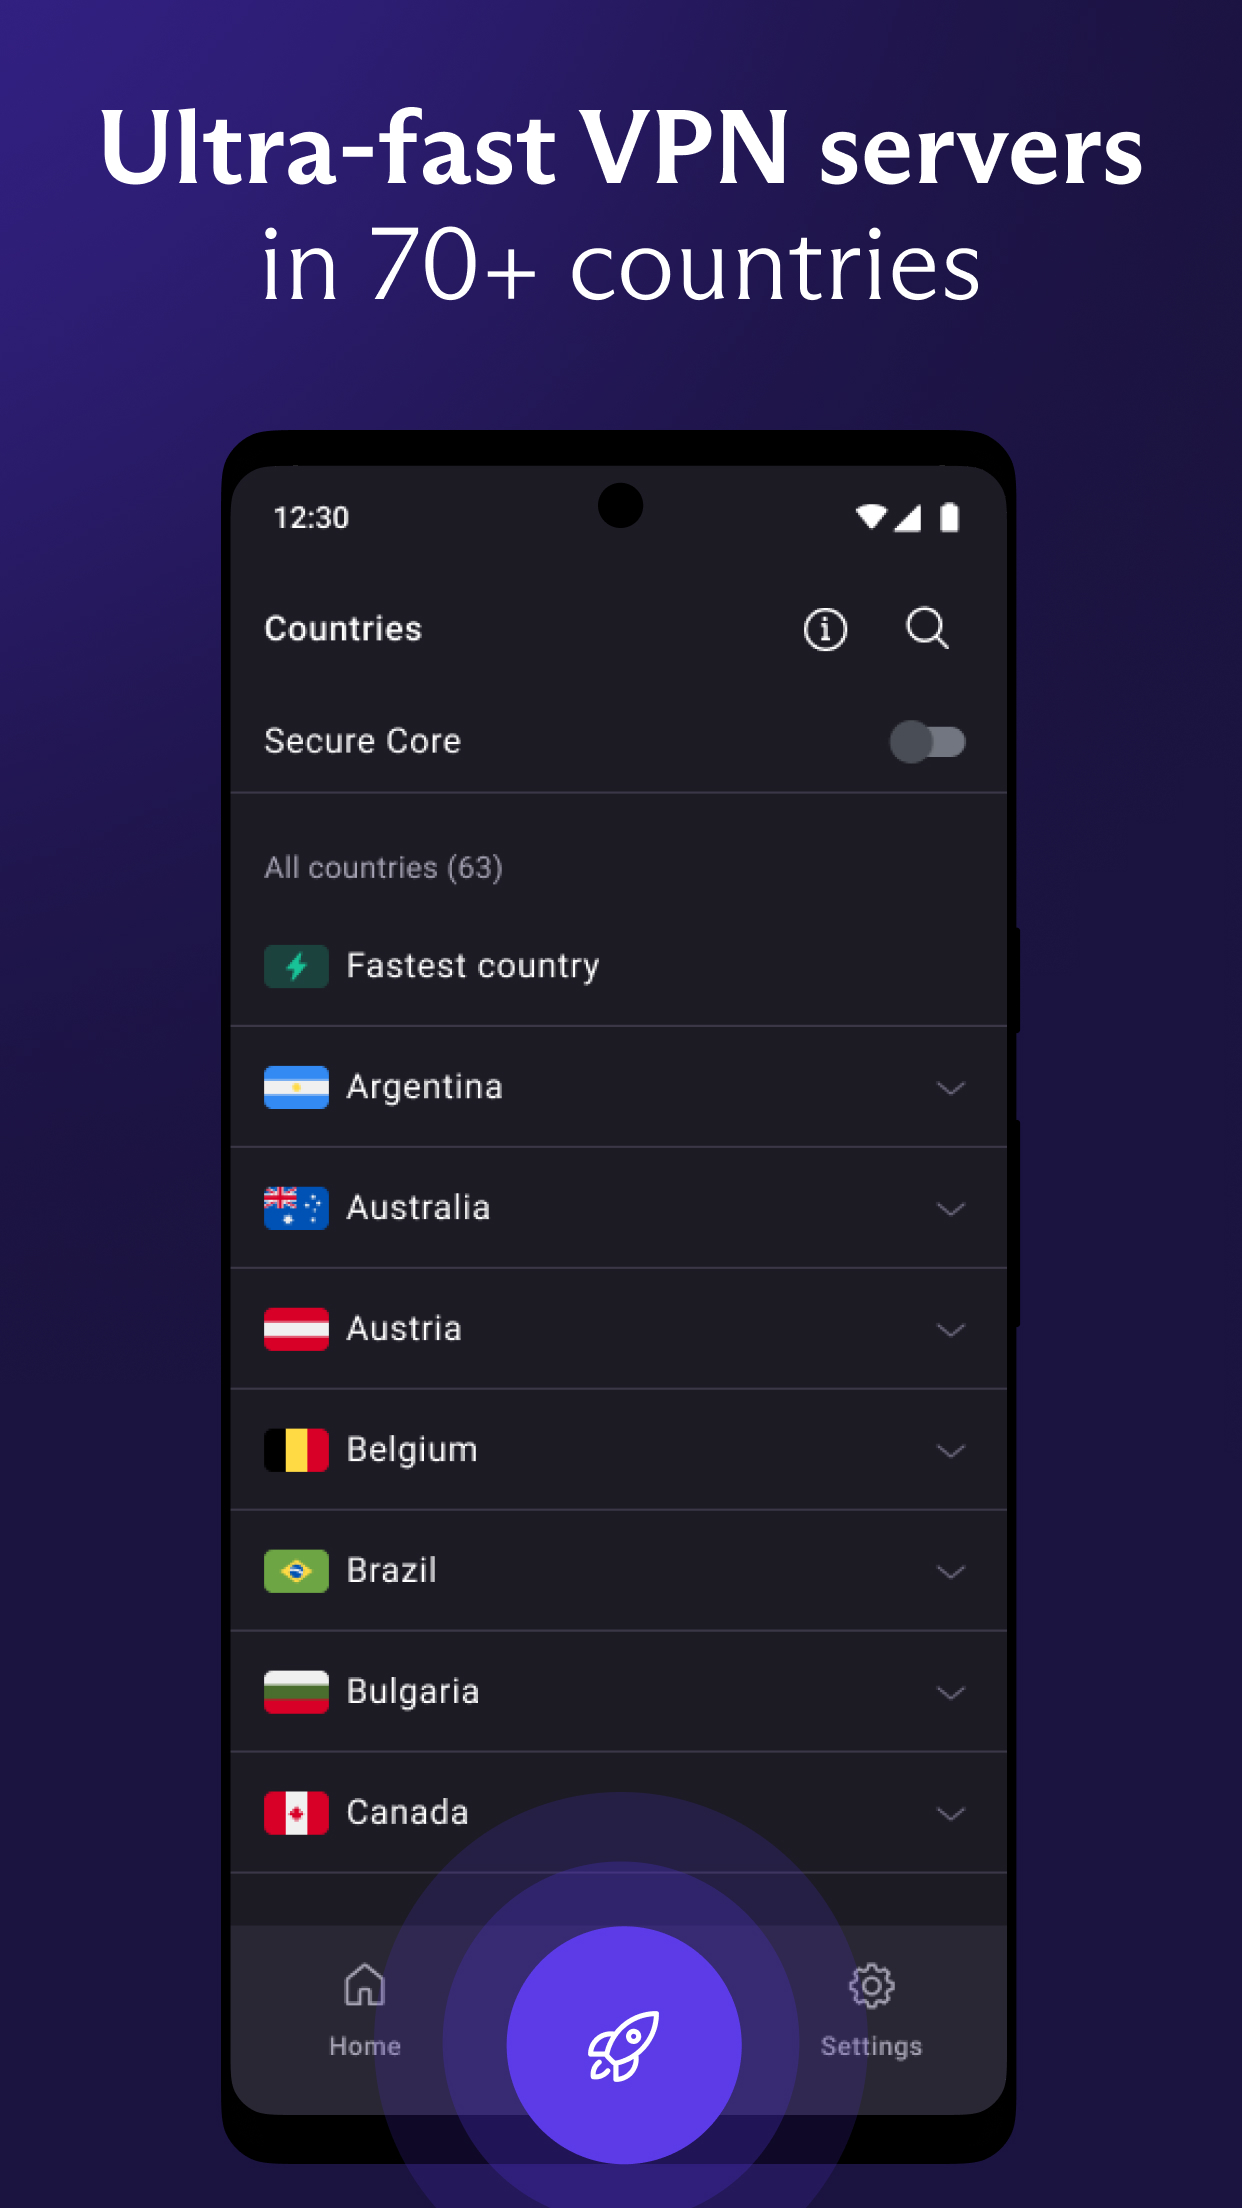 Ultra-fast VPN servers
in 70+ countries
12:30
Countries
Secure Core
All countries (63)
Fastest country
Argentina
Australia
Austria
Belgium
Brazil
Bulgaria
Canada
Home
Settings